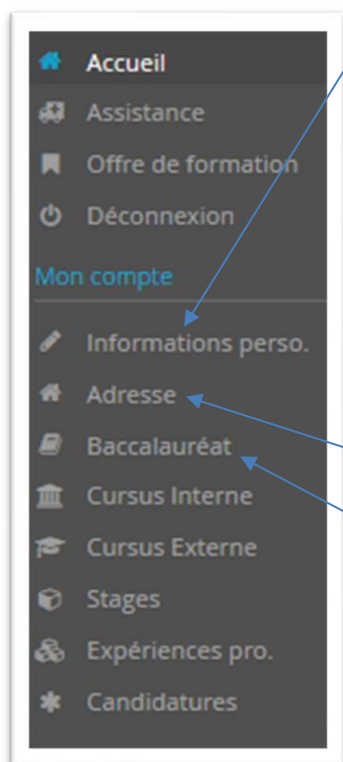 Accueil
Assistance
Offre de formation
Déconnexion
Mon compte
Informations perso.
Adresse
Baccalauréat
Cursus Interne
Cursus Externe
Stages
Expériences pro.
Candidatures